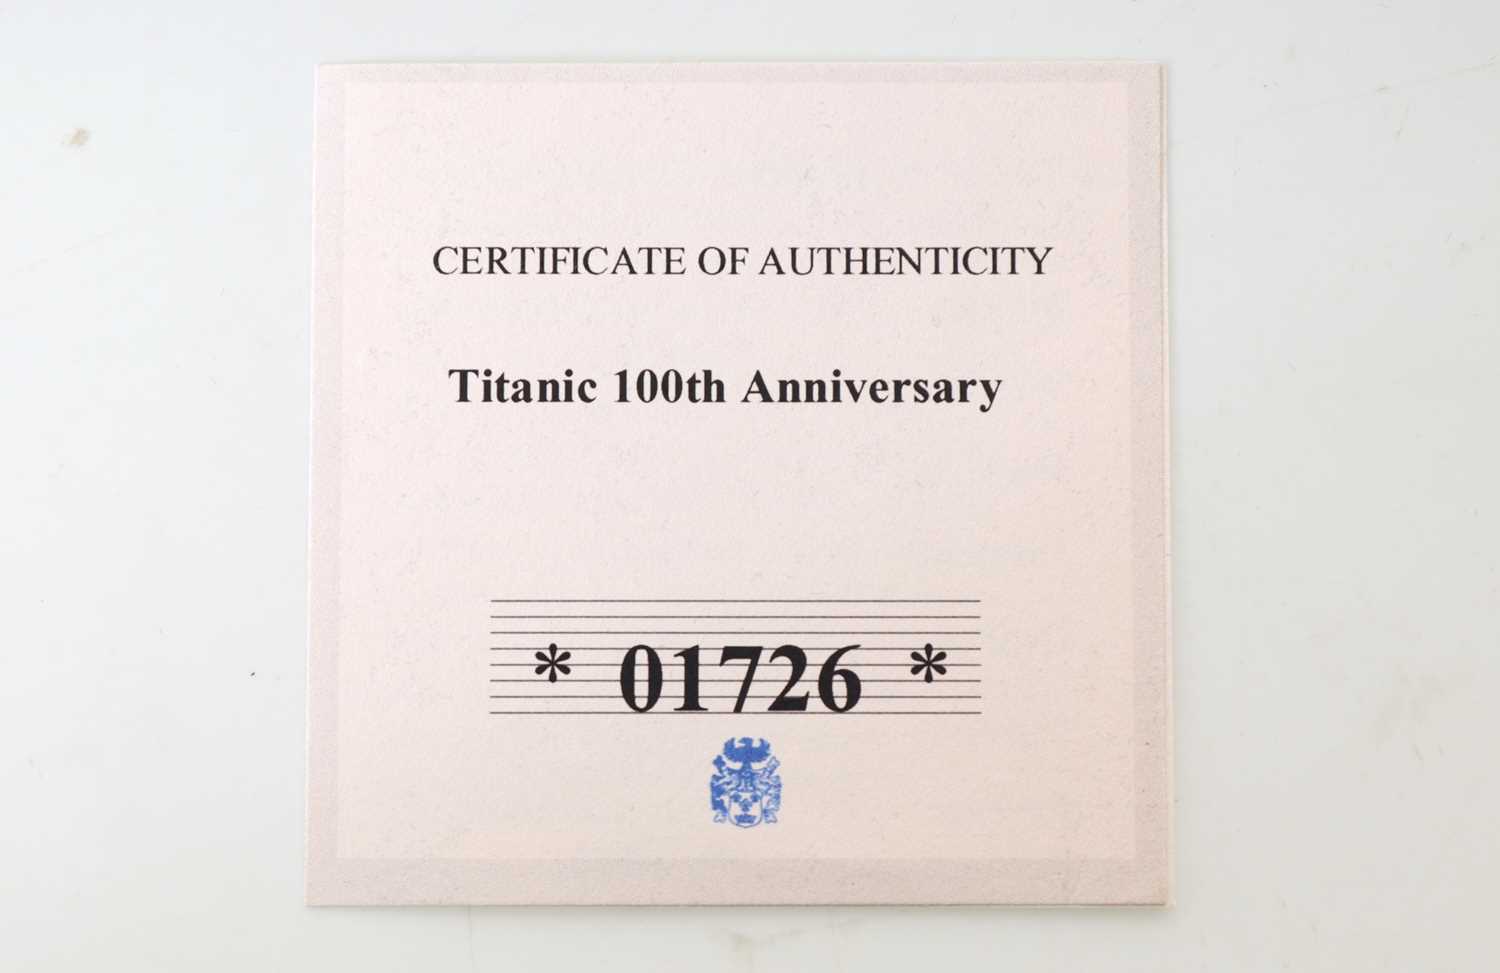 CERTIFICATE OF AUTHENTICITY
Titanic 100th Anniversary
* 01726 *